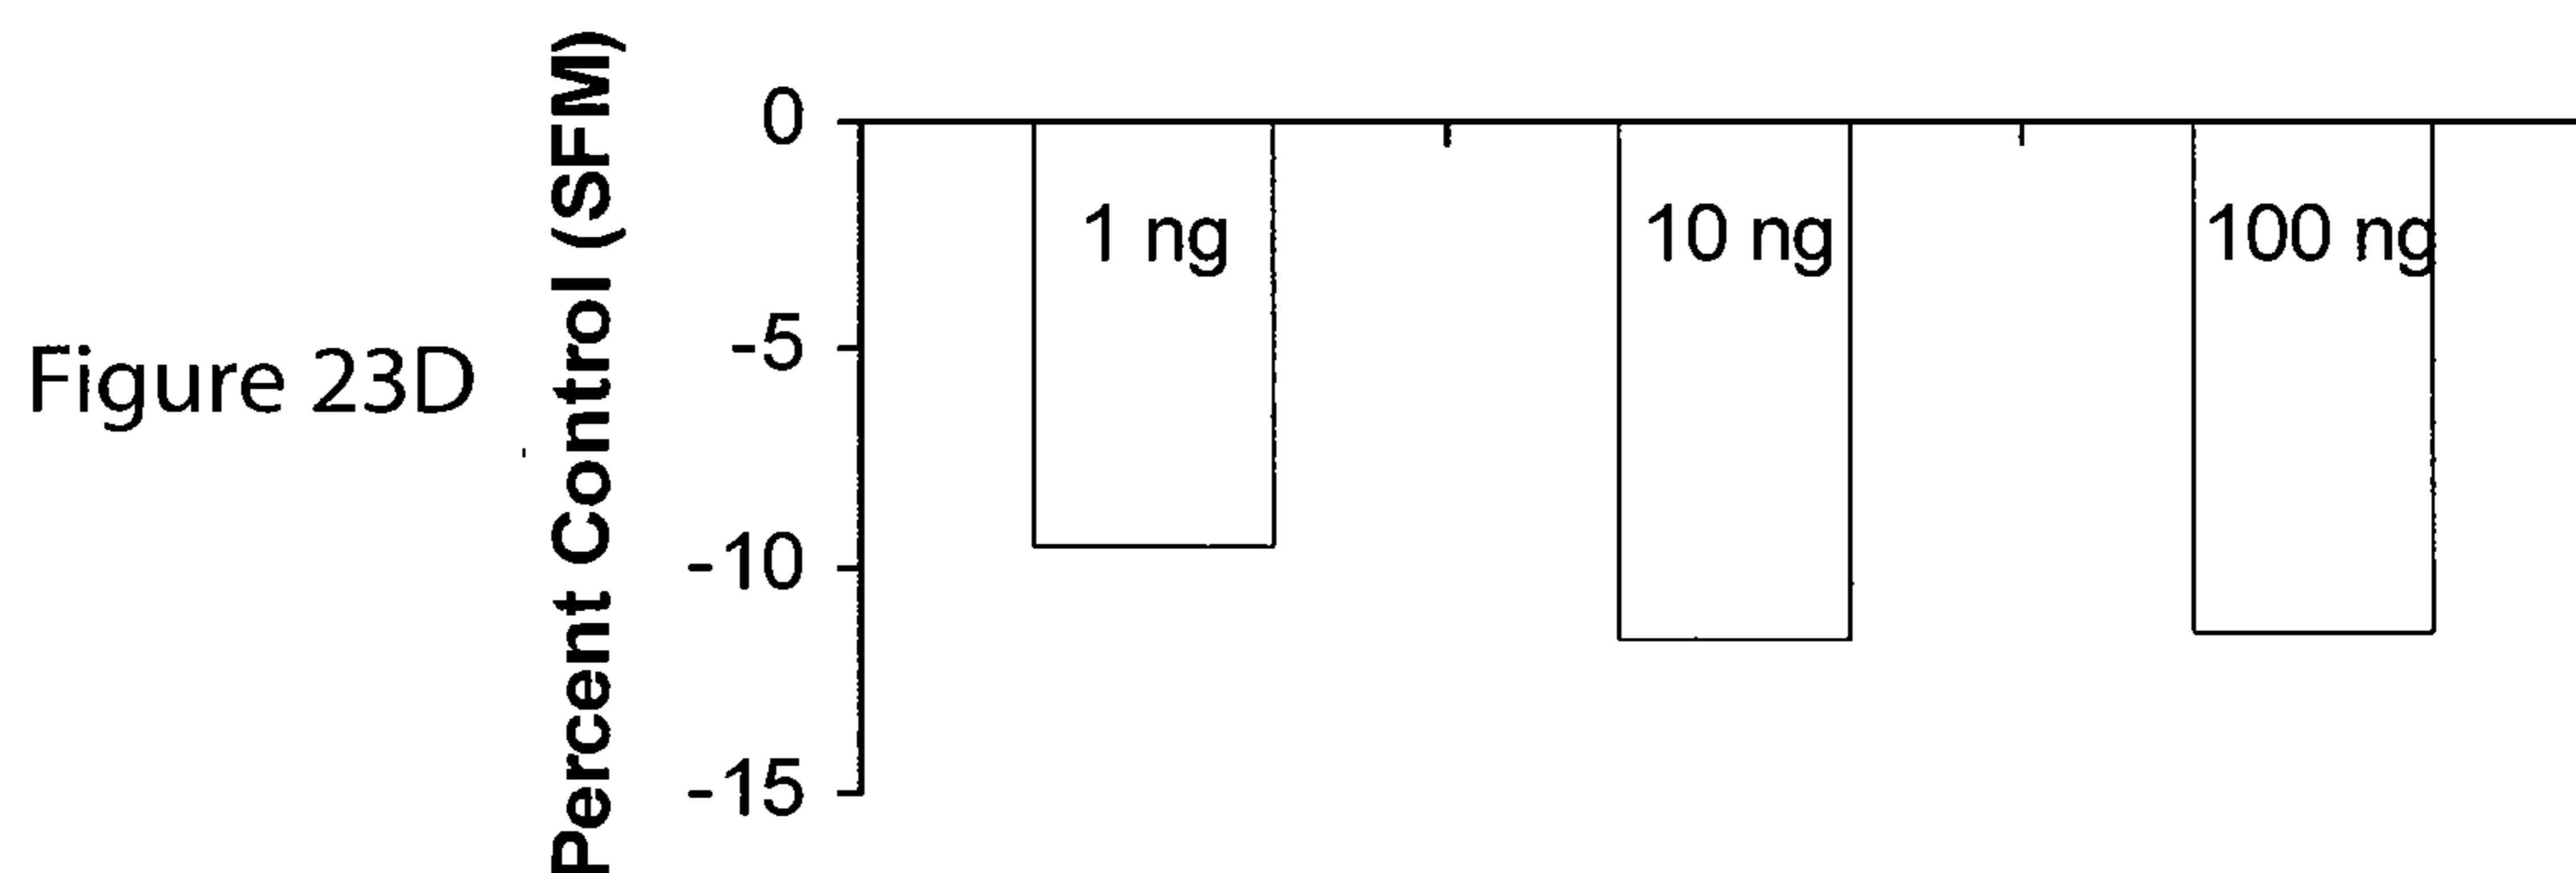 Figure 23D
Percent Control (SFM)
0
-5
-10
-15
1 ng
10 ng
100 ng